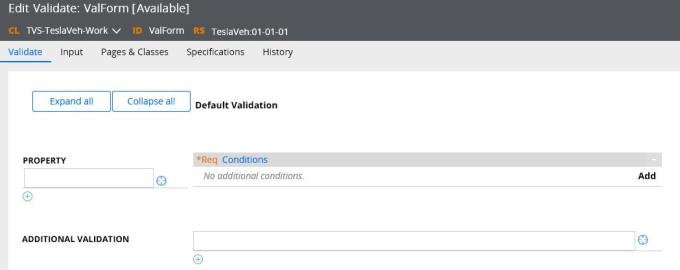 Edit Validate: ValForm [Available]
CL TVS-TeslaVeh-Work ID ValForm RS TeslaVeh:01-01-01
Validate Input Pages & Classes Specifications History
Expand all Collapse all Default Validation
PROPERTY *Req Conditions
No additional conditions. Add
ADDITIONAL VALIDATION